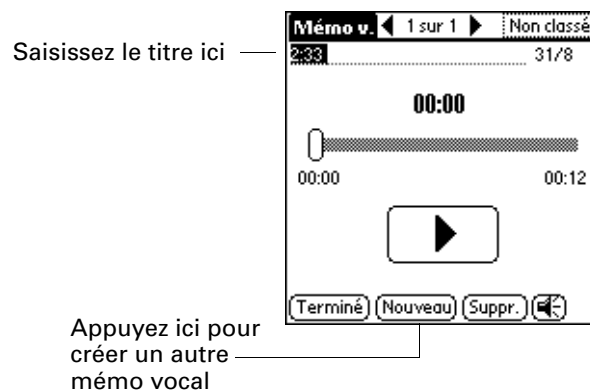 Mémo v. 1 sur 1 Non classé
Saisissez le titre ici
2:33 31/8
00:00
00:00 00:12
Terminé Nouveau Suppr.
Appuyez ici pour
créer un autre
mémo vocal